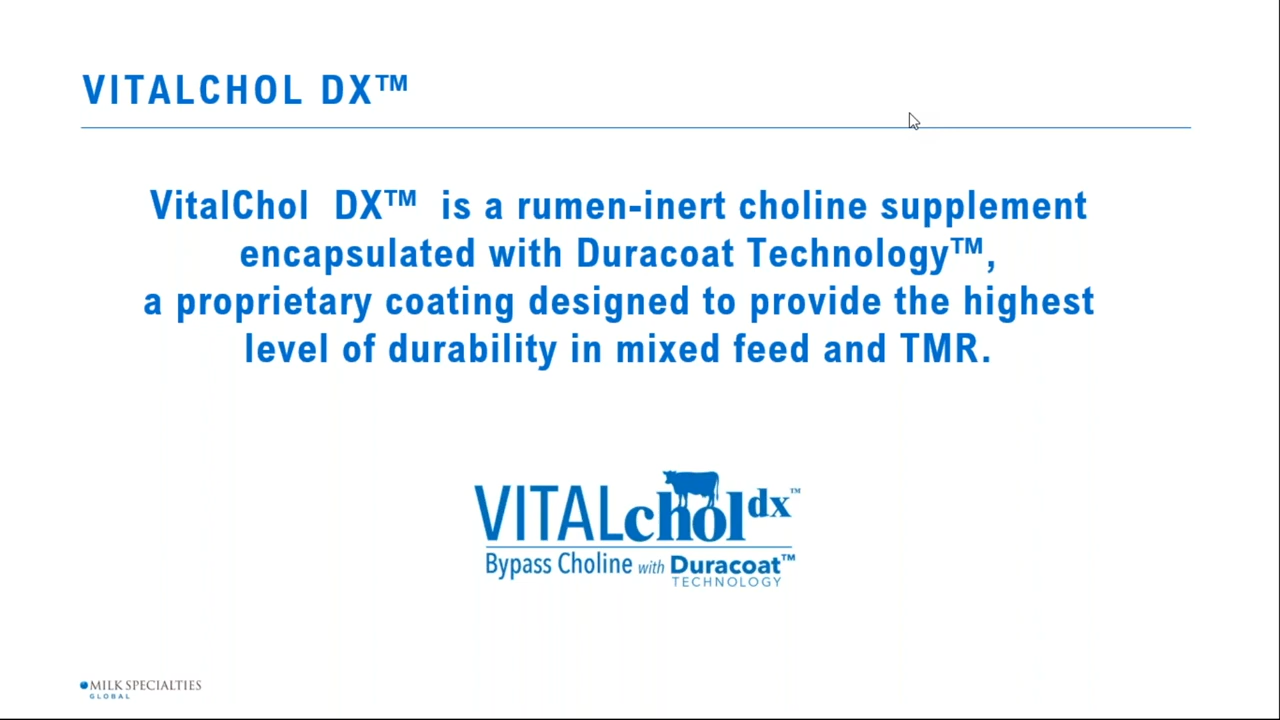 VITALCHOL DX™
VitalChol DX™ is a rumen-inert choline supplement
encapsulated with Duracoat Technology™,
a proprietary coating designed to provide the highest
level of durability in mixed feed and TMR.
VITALchol dx™
Bypass Choline with Duracoat™
TECHNOLOGY
MILK SPECIALTIES
GLOBAL